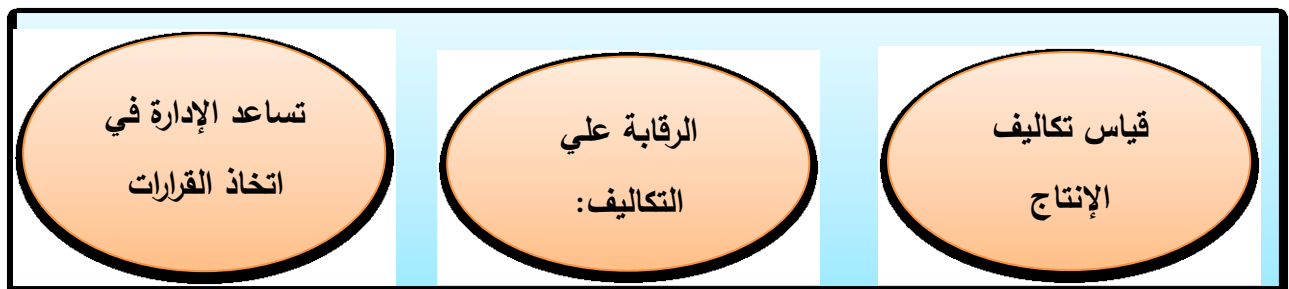 قياس تكاليف
الإنتاج
الرقابة علي
التكاليف:
تساعد الإدارة في
اتخاذ القرارات